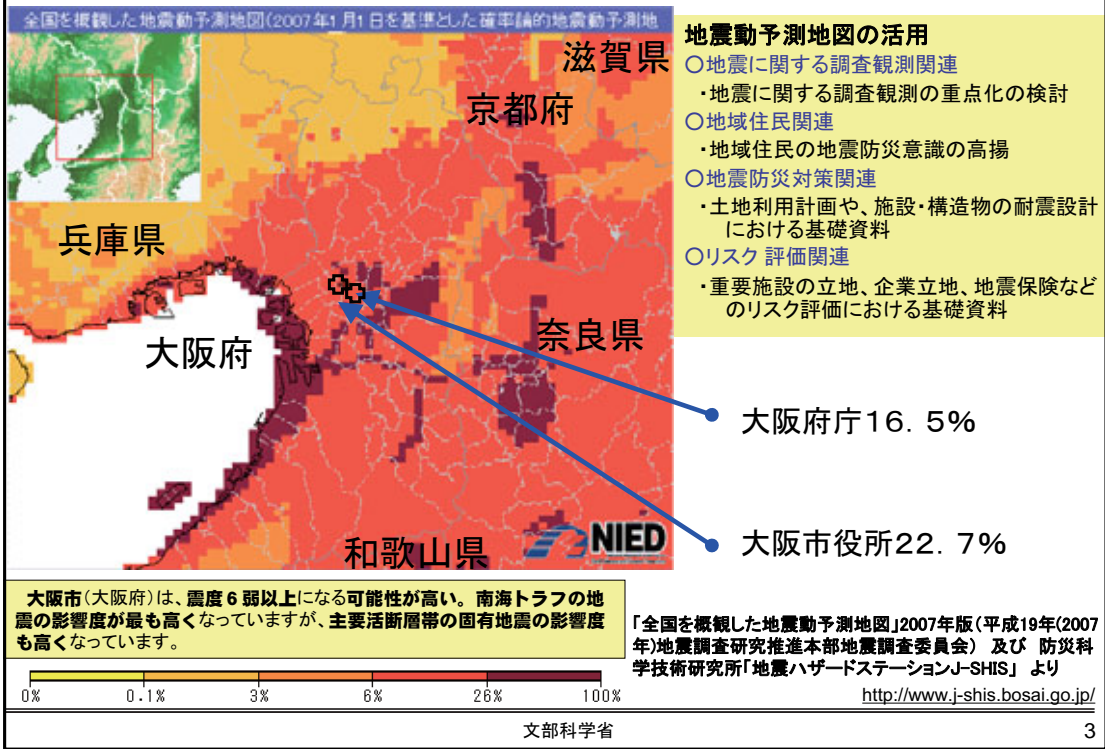 全国を概観した地震動予測地図(2007年1月1日を基準とした確率論的地震動予測地
滋賀県
京都府
兵庫県
大阪府
奈良県
和歌山県
NIED
地震動予測地図の活用
○地震に関する調査観測関連
・地震に関する調査観測の重点化の検討
○地域住民関連
・地域住民の地震防災意識の高揚
○地震防災対策関連
・土地利用計画や、施設・構造物の耐震設計
における基礎資料
○リスク 評価関連
・重要施設の立地、企業立地、地震保険など
のリスク評価における基礎資料
大阪府庁16.5%
大阪市役所22.7%
大阪市(大阪府)は、震度6弱以上になる可能性が高い。南海トラフの地
震の影響度が最も高くなっていますが、主要活断層帯の固有地震の影響度
も高くなっています。
0% 0.1% 3% 6% 26% 100%
「全国を概観した地震動予測地図」2007年版(平成19年(2007
年)地震調査研究推進本部地震調査委員会) 及び 防災科
学技術研究所「地震ハザードステーションJ-SHIS」 より
http://www.j-shis.bosai.go.jp/
文部科学省
3